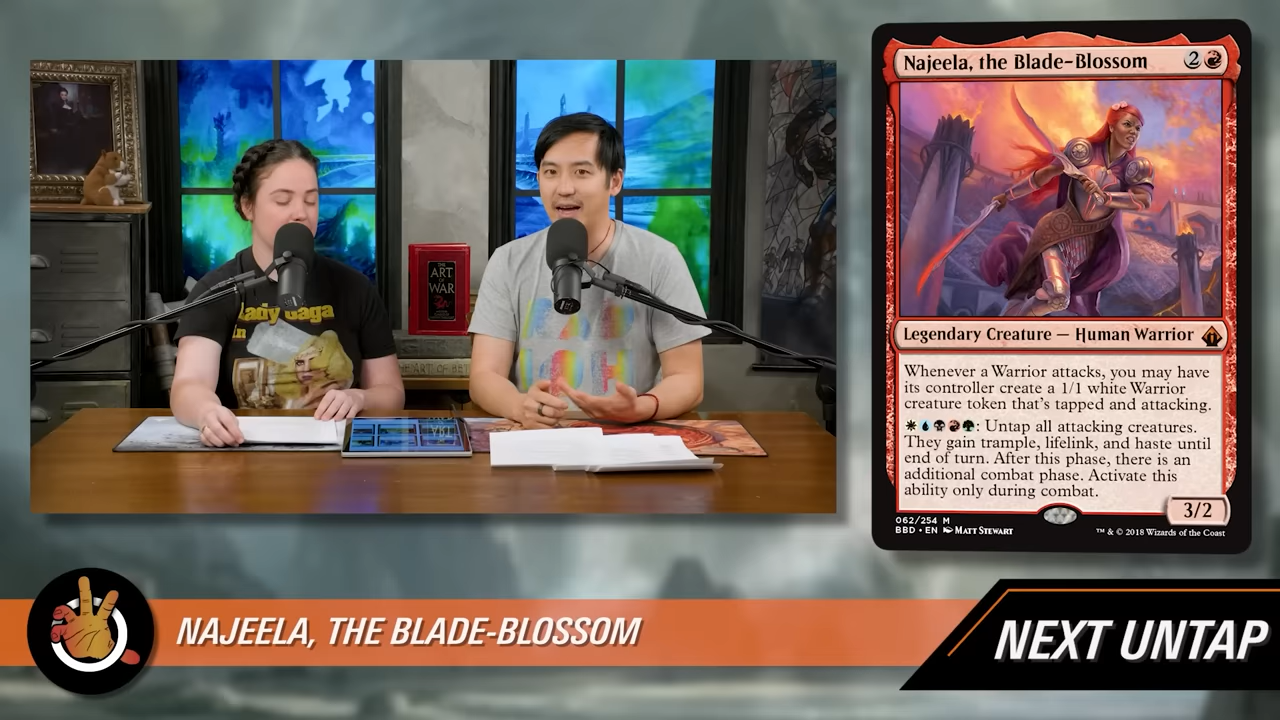 Lady Gaga
in
THE
ART
OF
WAR
Najeela, the Blade-Blossom 2
Legendary Creature — Human Warrior
Whenever a Warrior attacks, you may have
its controller create a 1/1 white Warrior
creature token that's tapped and attacking.
: Untap all attacking creatures.
They gain trample, lifelink, and haste until
end of turn. After this phase, there is an
additional combat phase. Activate this
ability only during combat.
3/2
062/254 M
BBD • EN MATT STEWART
™ & © 2018 Wizards of the Coast
NAJEELA, THE BLADE-BLOSSOM
NEXT UNTAP